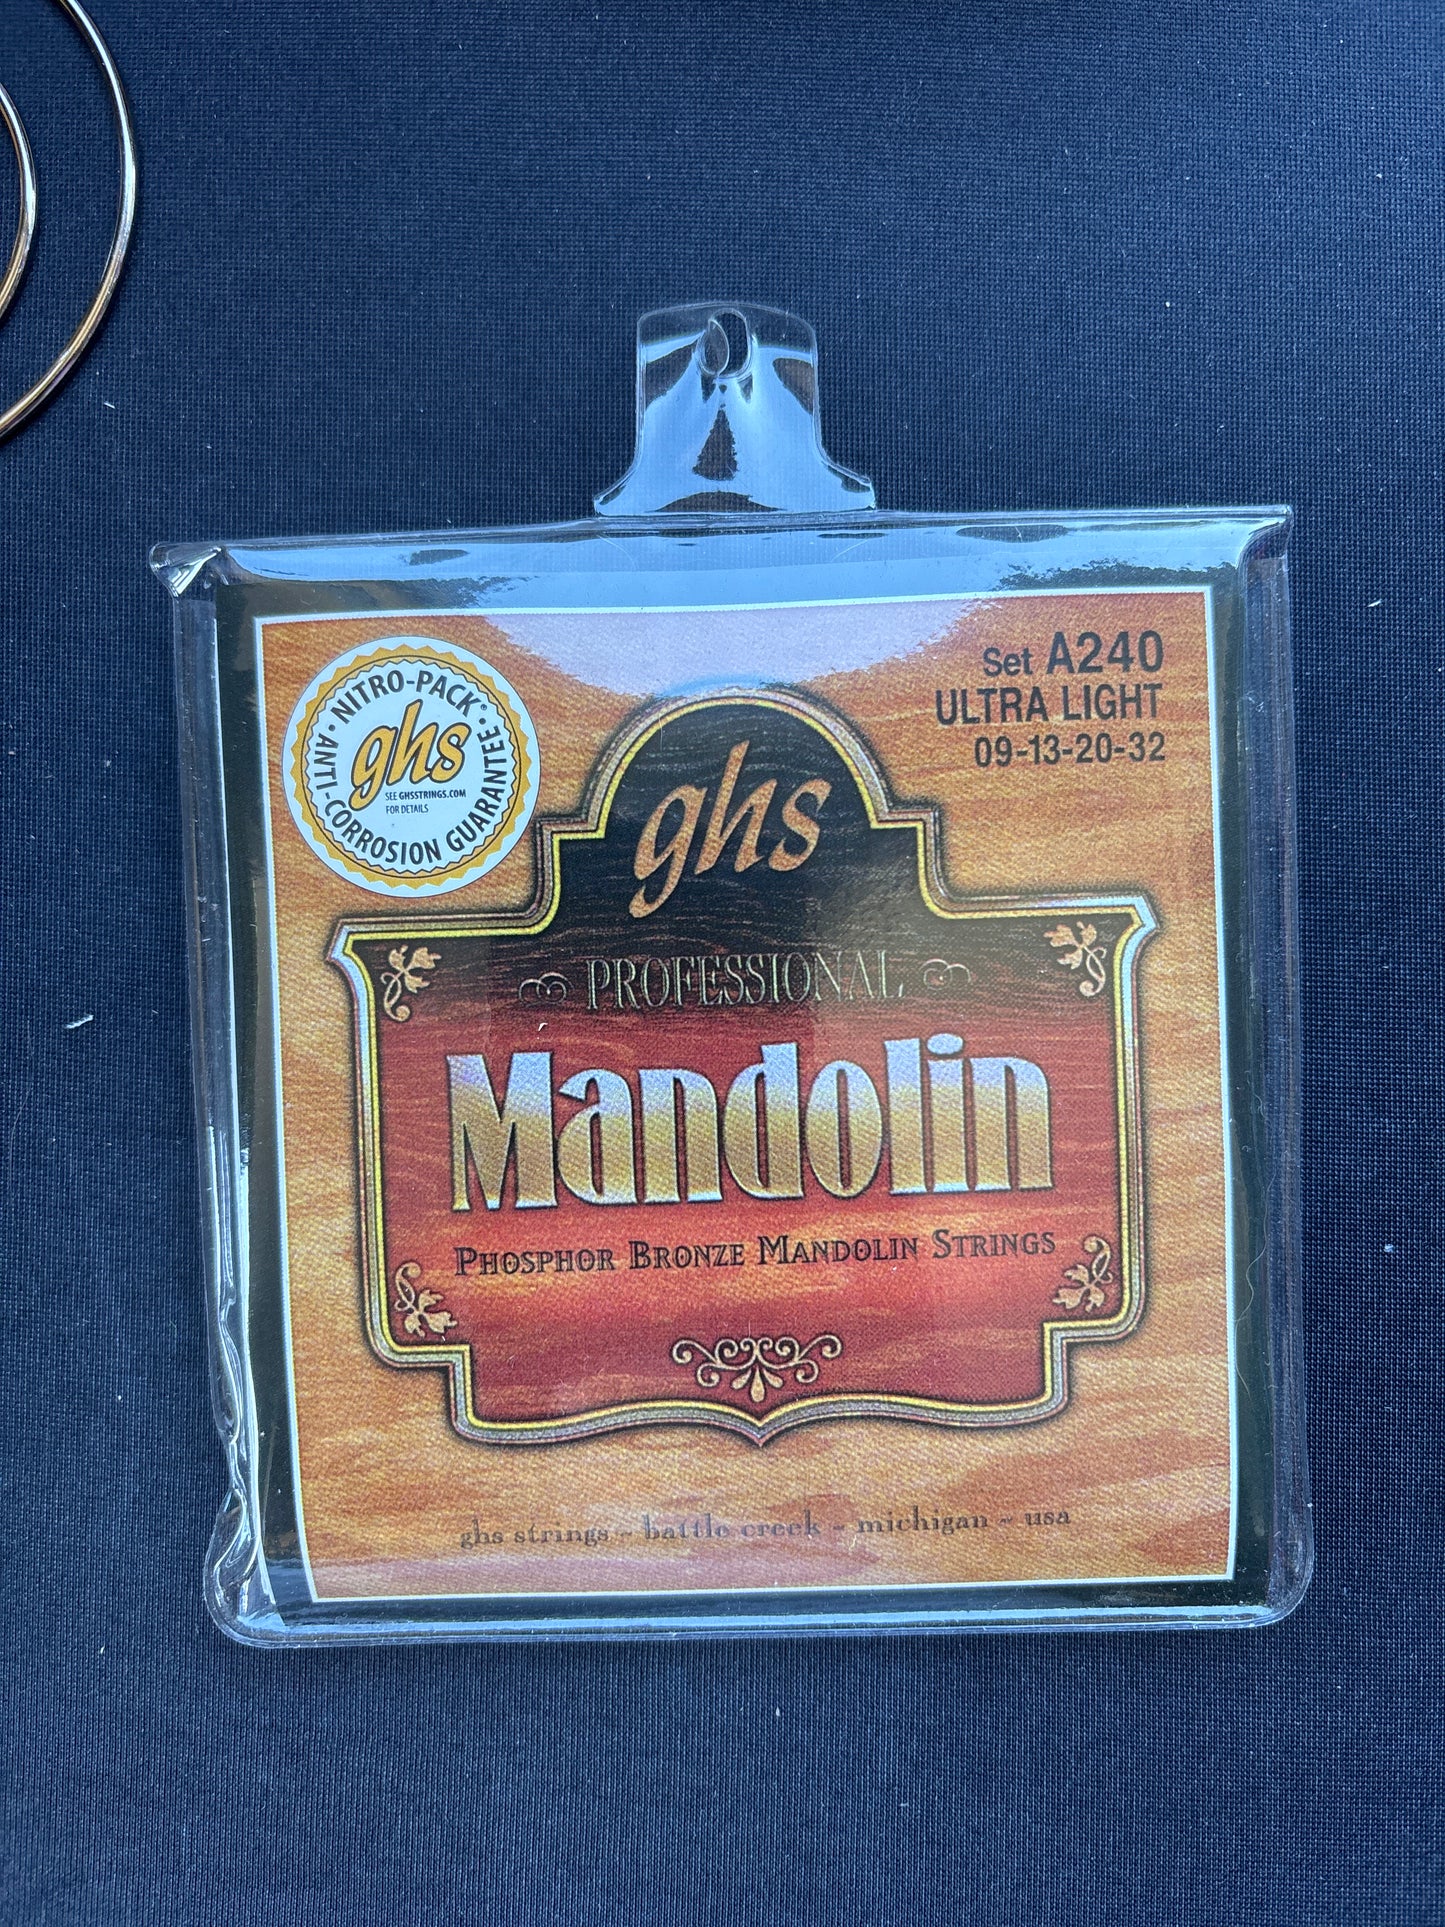 Set A240
ULTRA LIGHT
09-13-20-32
NITRO-PACK®
ghs
SEE GHSSTRINGS.COM
FOR DETAILS
• ANTI-CORROSION GUARANTEE •
ghs
PROFESSIONAL
Mandolin
PHOSPHOR BRONZE MANDOLIN STRINGS
ghs strings ~ battle creek ~ michigan ~ usa